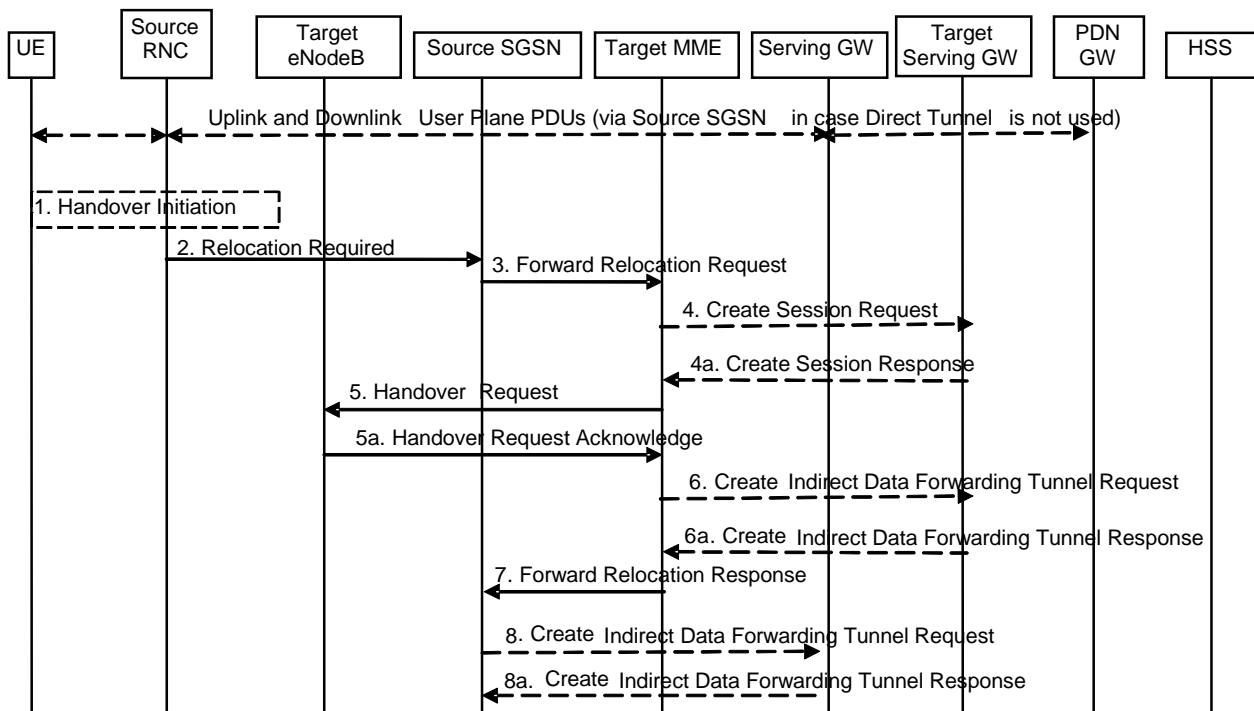 UE
Source
RNC
Target
eNodeB
Source SGSN
Target MME
Serving GW
Target
Serving GW
PDN
GW
HSS
Uplink and Downlink User Plane PDUs (via Source SGSN in case Direct Tunnel is not used)
1. Handover Initiation
2. Relocation Required
3. Forward Relocation Request
4. Create Session Request
4a. Create Session Response
5. Handover Request
5a. Handover Request Acknowledge
6. Create Indirect Data Forwarding Tunnel Request
6a. Create Indirect Data Forwarding Tunnel Response
7. Forward Relocation Response
8. Create Indirect Data Forwarding Tunnel Request
8a. Create Indirect Data Forwarding Tunnel Response